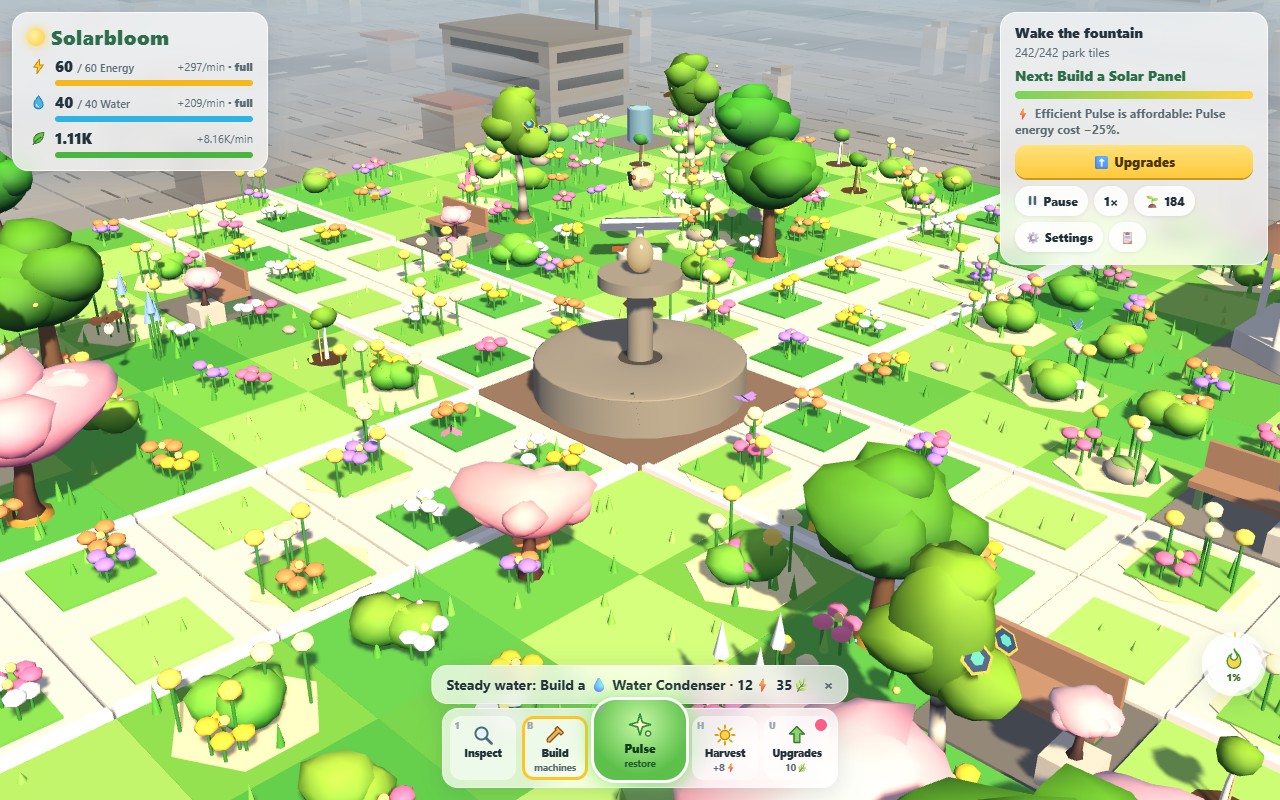 Solarbloom
60 / 60 Energy +297/min • full
40 / 40 Water +209/min • full
1.11K +8.16K/min
Wake the fountain
242/242 park tiles
Next: Build a Solar Panel
Efficient Pulse is affordable: Pulse
energy cost −25%.
Upgrades
Pause 1× 184
Settings
1%
Steady water: Build a Water Condenser · 12 35 ×
1 Inspect
B Build
machines
Pulse
restore
H Harvest
+8
U Upgrades
10